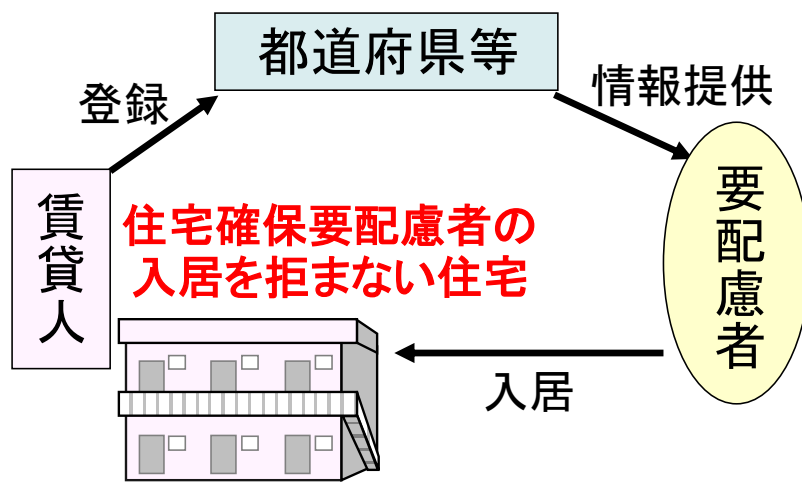 都道府県等
登録
情報提供
賃貸人
住宅確保要配慮者の
入居を拒まない住宅
要配慮者
入居